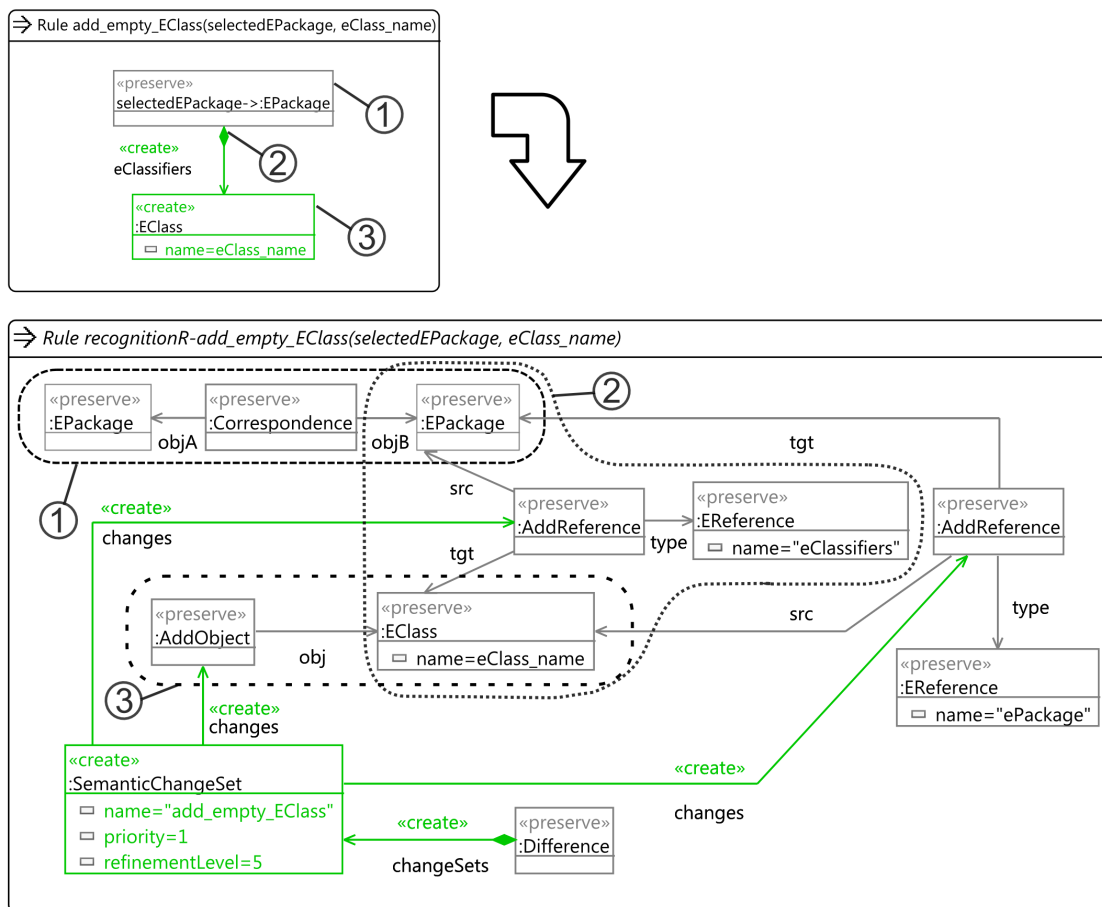 Rule add_empty_EClass(selectedEPackage, eClass_name)
«preserve»
selectedEPackage->:EPackage
1
«create»
eClassifiers
2
«create»
:EClass
name=eClass_name
3
Rule recognitionR-add_empty_EClass(selectedEPackage, eClass_name)
«preserve»
:EPackage
objA
«preserve»
:Correspondence
objB
«preserve»
:EPackage
2
tgt
1
src
«create»
changes
«preserve»
:AddReference
type
«preserve»
:EReference
name="eClassifiers"
«preserve»
:AddReference
tgt
«preserve»
:AddObject
obj
«preserve»
:EClass
name=eClass_name
src
type
3
«preserve»
:EReference
name="ePackage"
«create»
changes
«create»
:SemanticChangeSet
name="add_empty_EClass"
priority=1
refinementLevel=5
«create»
changes
«create»
changeSets
«preserve»
:Difference